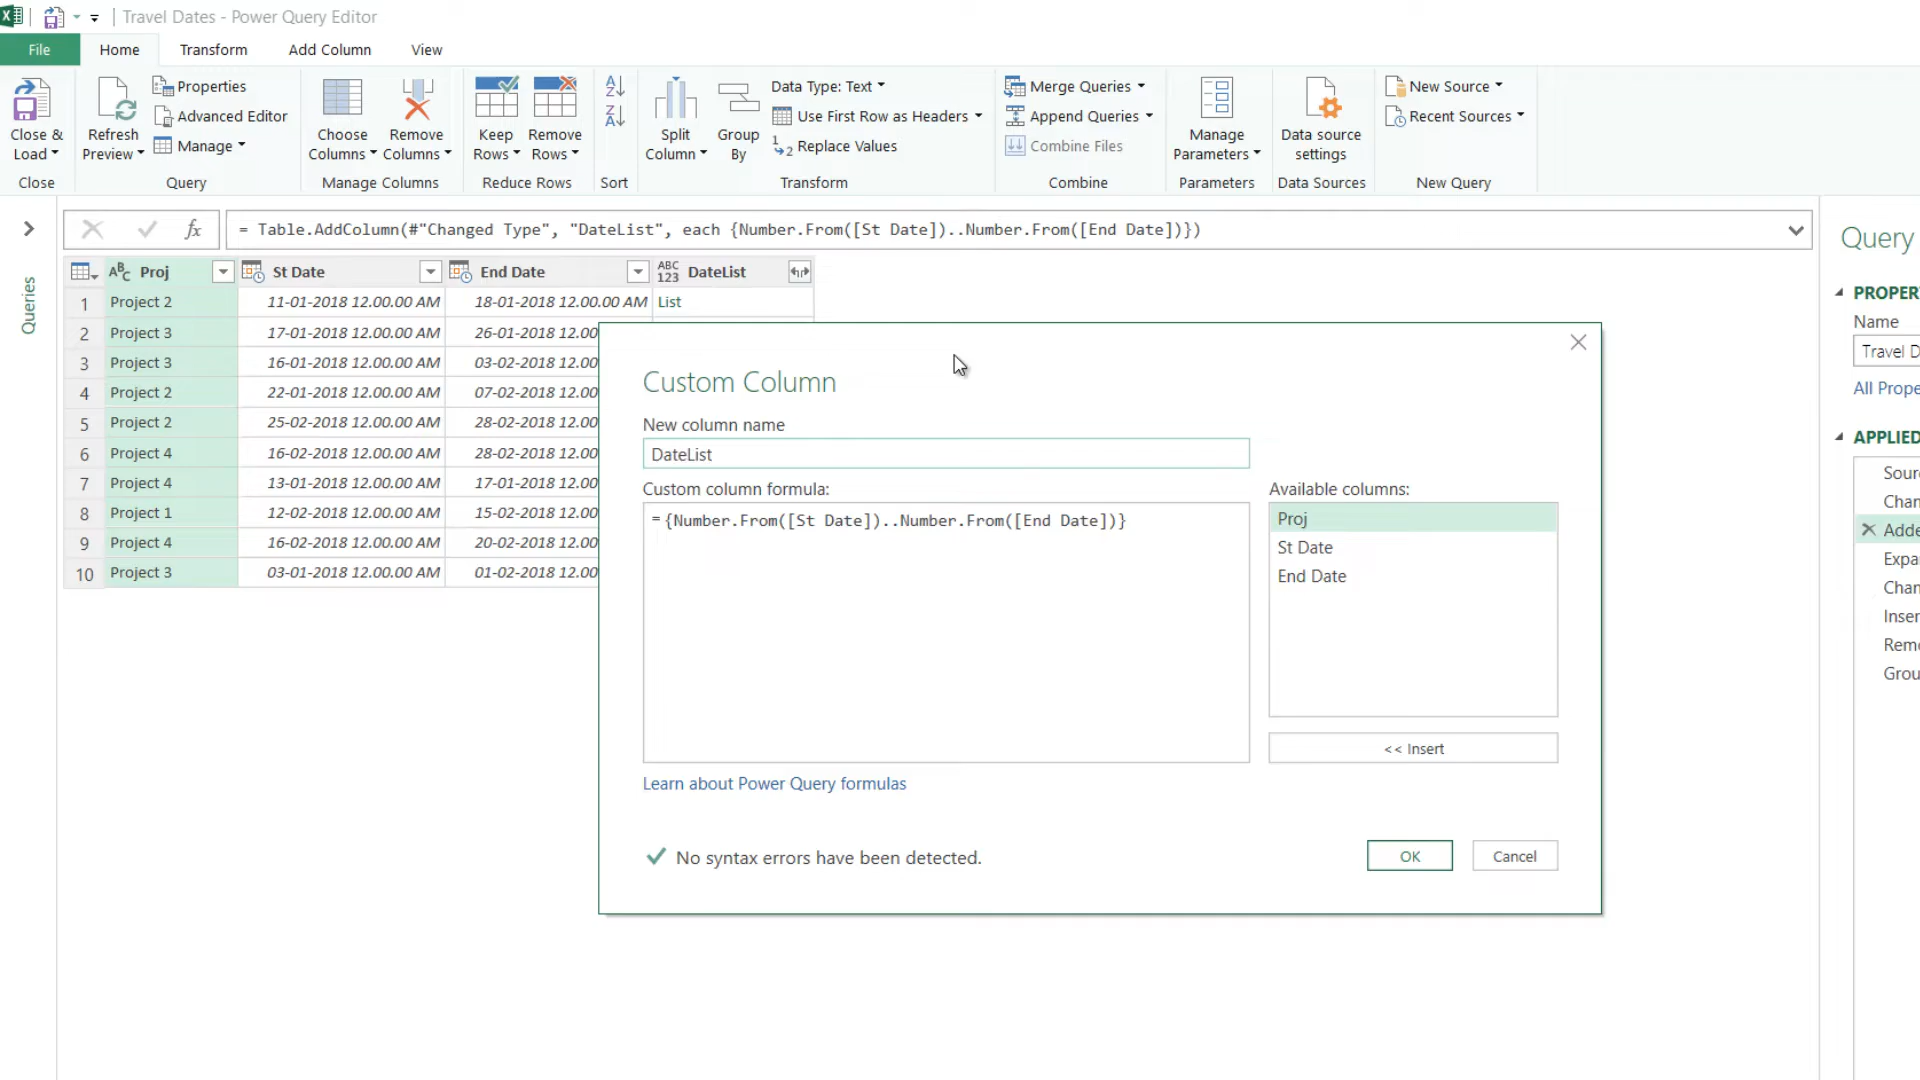 Travel Dates - Power Query Editor
File Home Transform Add Column View
Close & Load
Close
Refresh Preview
Properties
Advanced Editor
Manage
Query
Choose Columns
Remove Columns
Manage Columns
Keep Rows
Remove Rows
Reduce Rows
Sort
Split Column
Group By
Data Type: Text
Use First Row as Headers
Replace Values
Transform
Merge Queries
Append Queries
Combine Files
Combine
Manage Parameters
Parameters
Data source settings
Data Sources
New Source
Recent Sources
New Query
Queries
fx = Table.AddColumn(#"Changed Type", "DateList", each {Number.From([St Date])..Number.From([End Date])})
ABC Proj St Date End Date ABC 123 DateList
1 Project 2 11-01-2018 12.00.00 AM 18-01-2018 12.00.00 AM List
2 Project 3 17-01-2018 12.00.00 AM 26-01-2018 12.00
3 Project 3 16-01-2018 12.00.00 AM 03-02-2018 12.00
4 Project 2 22-01-2018 12.00.00 AM 07-02-2018 12.00
5 Project 2 25-02-2018 12.00.00 AM 28-02-2018 12.00
6 Project 4 16-02-2018 12.00.00 AM 28-02-2018 12.00
7 Project 4 13-01-2018 12.00.00 AM 17-01-2018 12.00
8 Project 1 12-02-2018 12.00.00 AM 15-02-2018 12.00
9 Project 4 16-02-2018 12.00.00 AM 20-02-2018 12.00
10 Project 3 03-01-2018 12.00.00 AM 01-02-2018 12.00
Custom Column
New column name
DateList
Custom column formula:
={Number.From([St Date])..Number.From([End Date])}
Available columns:
Proj
St Date
End Date
<< Insert
Learn about Power Query formulas
No syntax errors have been detected.
OK Cancel
Query
PROPER
Name
Travel D
All Prope
APPLIED
Sourc
Chan
Adde
Expa
Chan
Inser
Remo
Grou